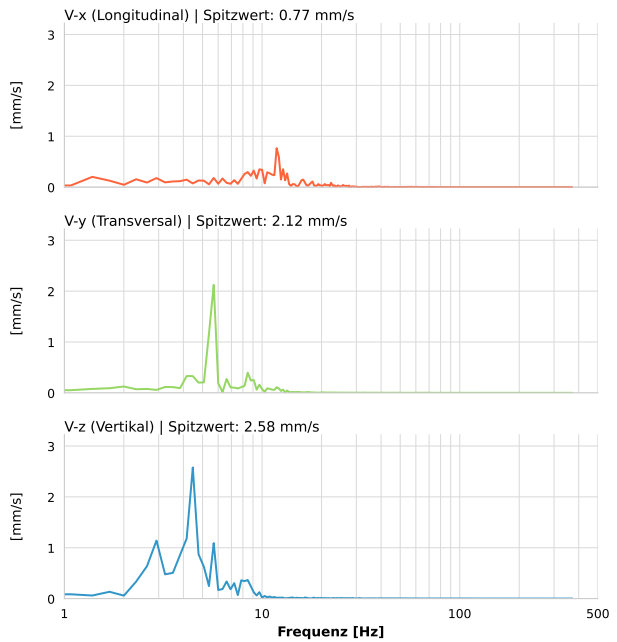 V-x (Longitudinal) | Spitzwert: 0.77 mm/s
3
2
1
0
[mm/s]
V-y (Transversal) | Spitzwert: 2.12 mm/s
3
2
1
0
[mm/s]
V-z (Vertikal) | Spitzwert: 2.58 mm/s
3
2
1
0
[mm/s]
1 10 100 500
Frequenz [Hz]